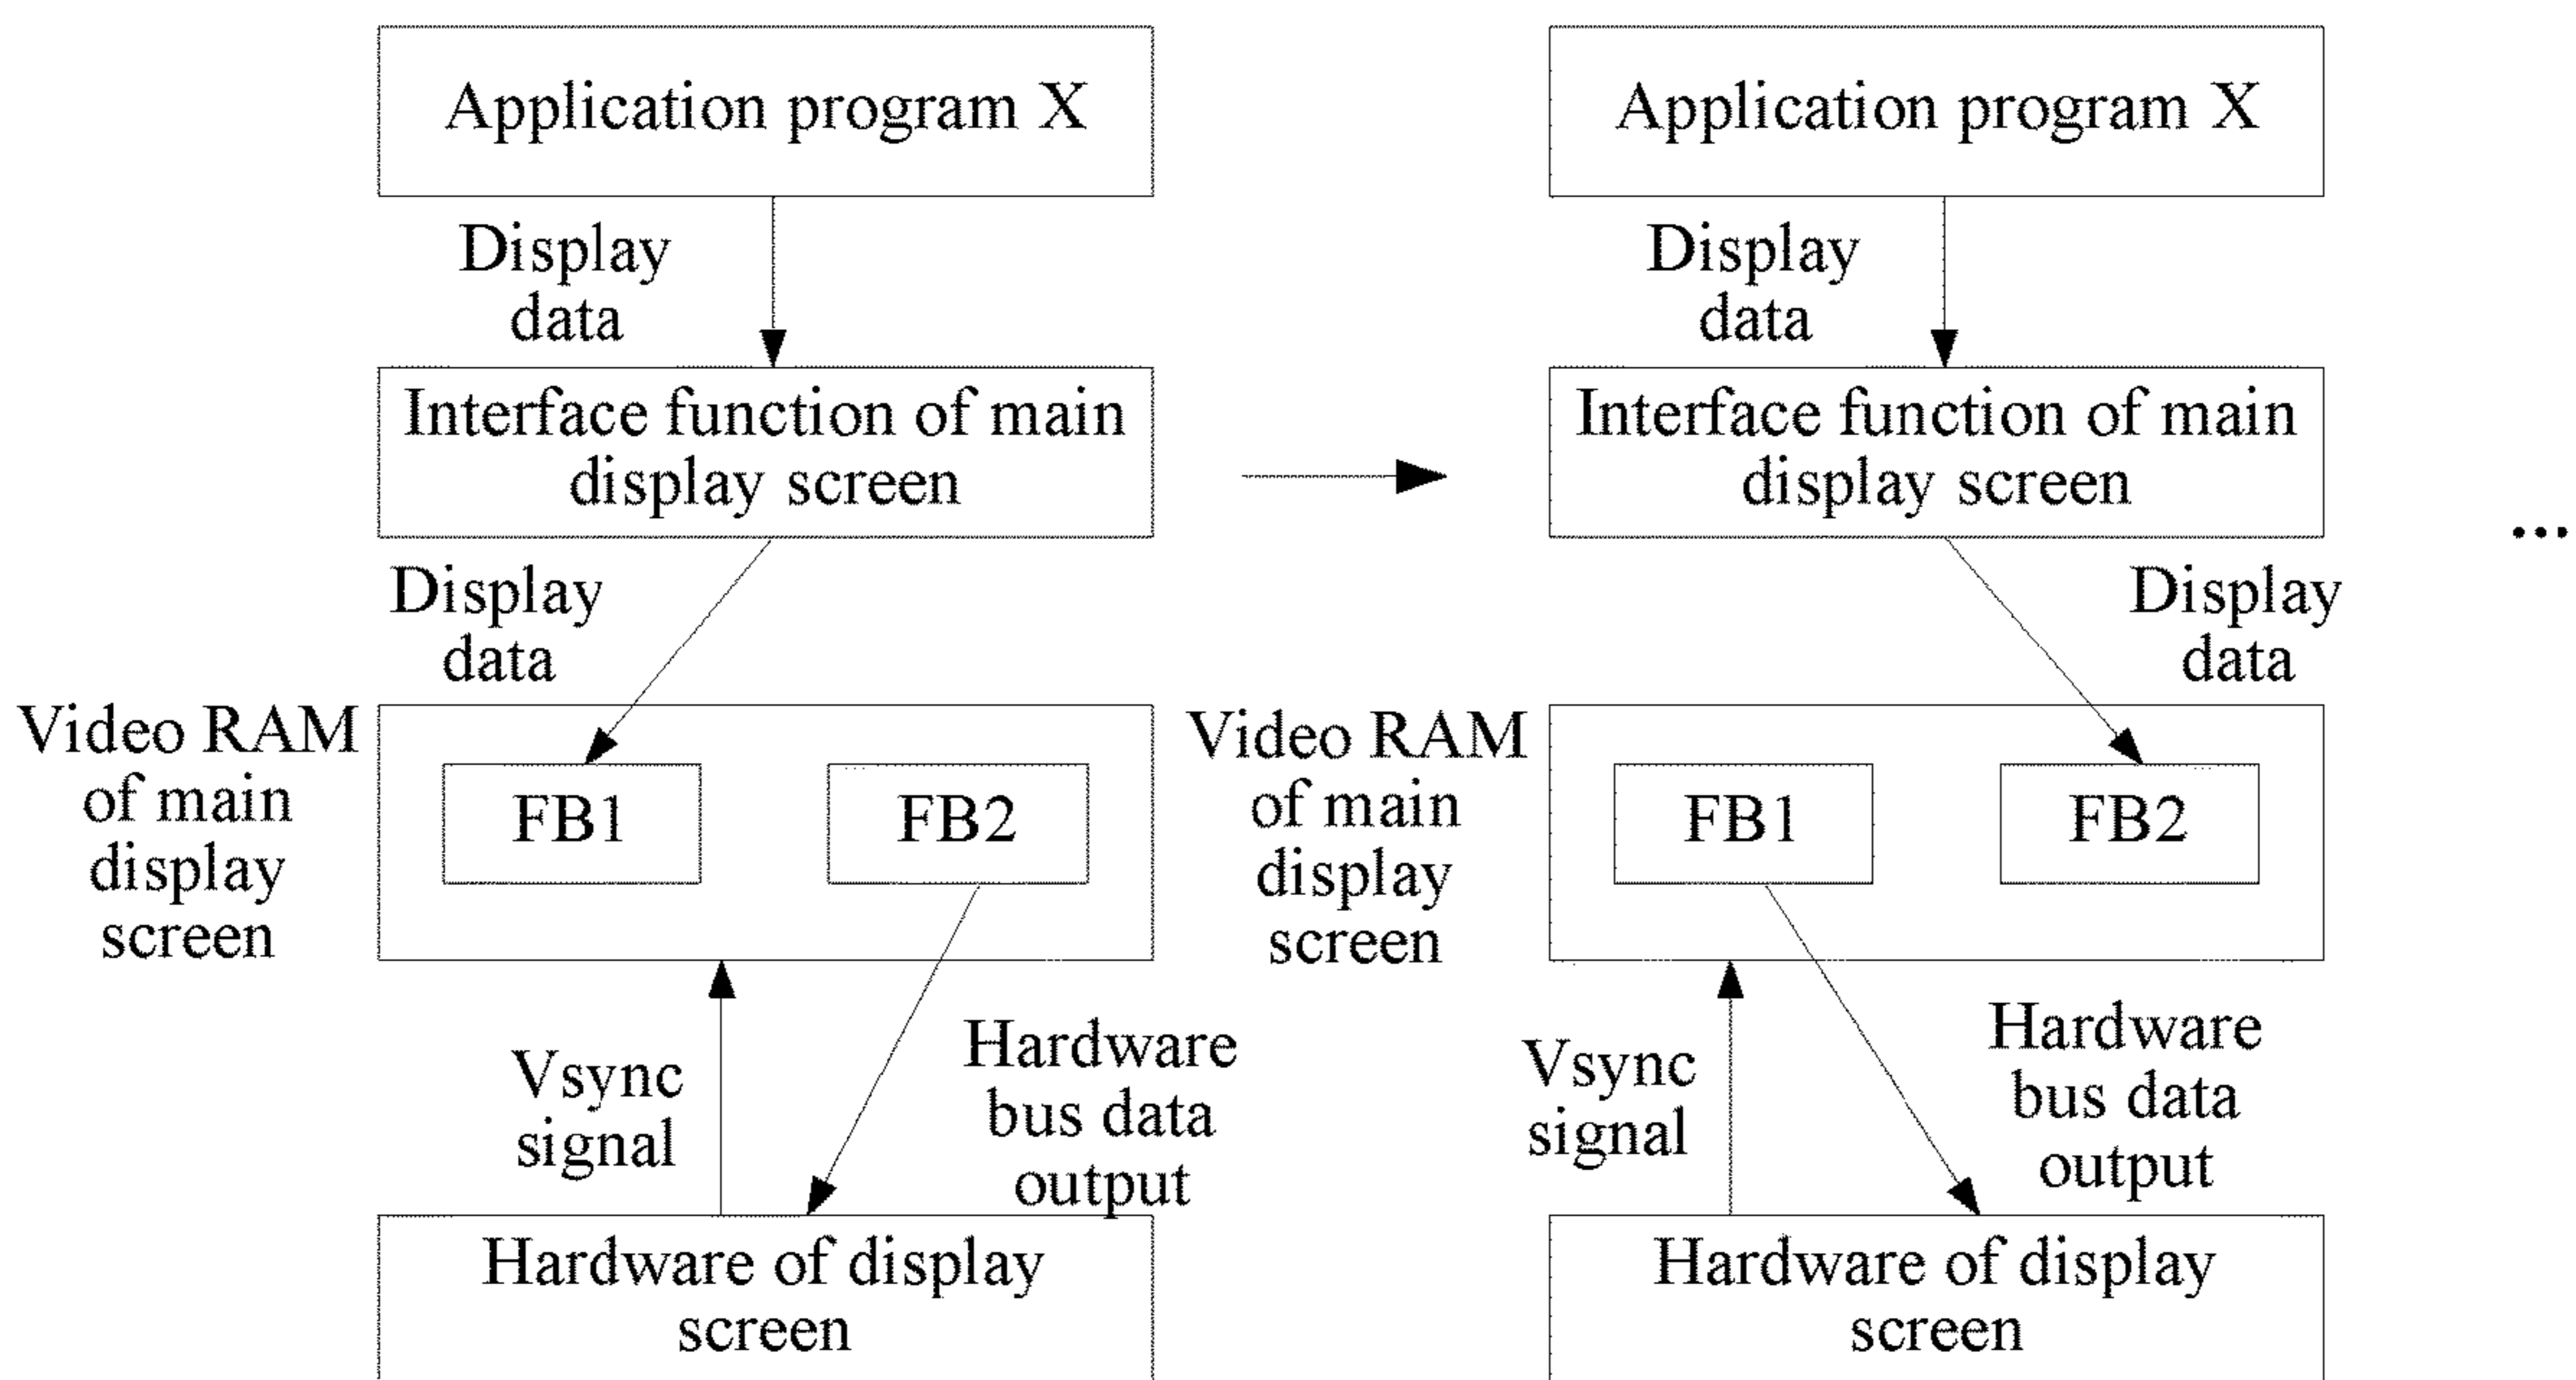 Application program X
Display
data
Interface function of main
display screen
Display
data
Video RAM
of main
display
screen
FB1
FB2
Vsync
signal
Hardware
bus data
output
Hardware of display
screen
Application program X
Display
data
Interface function of main
display screen
...
Display
data
Video RAM
of main
display
screen
FB1
FB2
Vsync
signal
Hardware
bus data
output
Hardware of display
screen